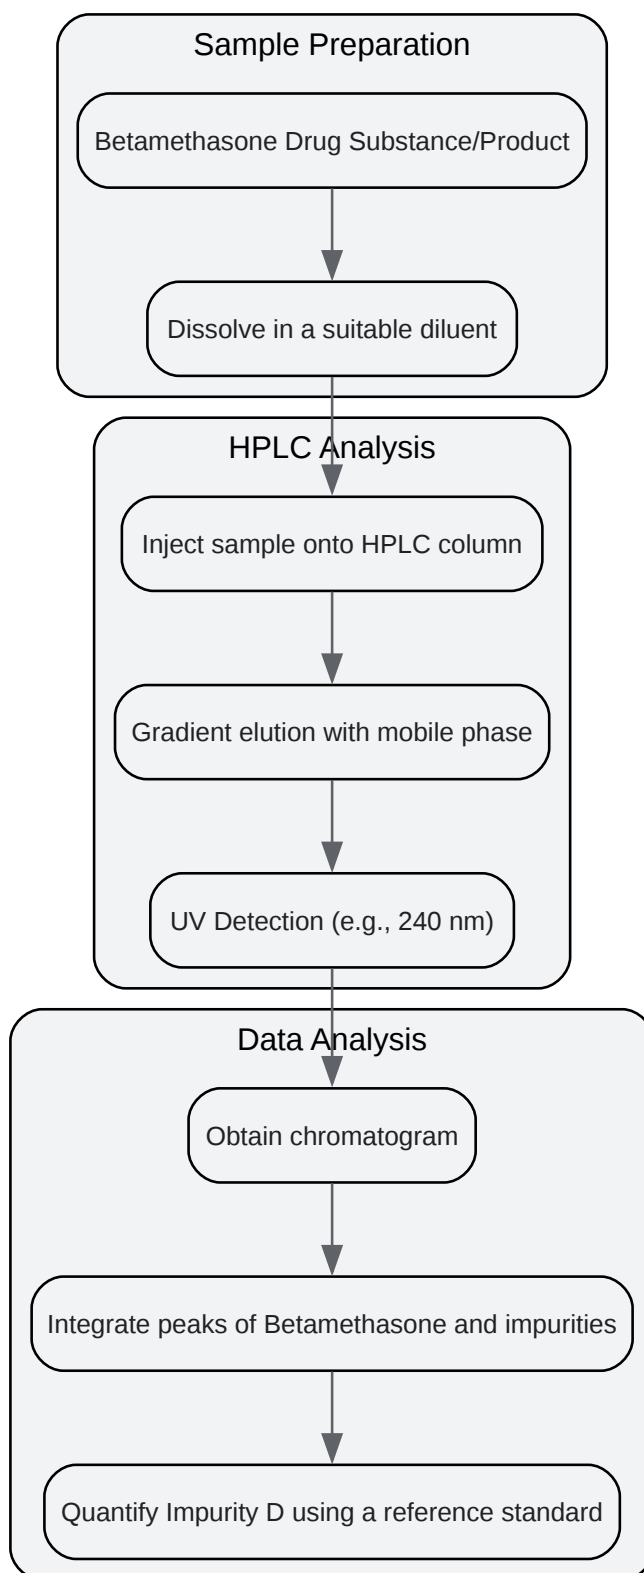 Sample Preparation
Betamethasone Drug Substance/Product
Dissolve in a suitable diluent
HPLC Analysis
Inject sample onto HPLC column
Gradient elution with mobile phase
UV Detection (e.g., 240 nm)
Data Analysis
Obtain chromatogram
Integrate peaks of Betamethasone and impurities
Quantify Impurity D using a reference standard